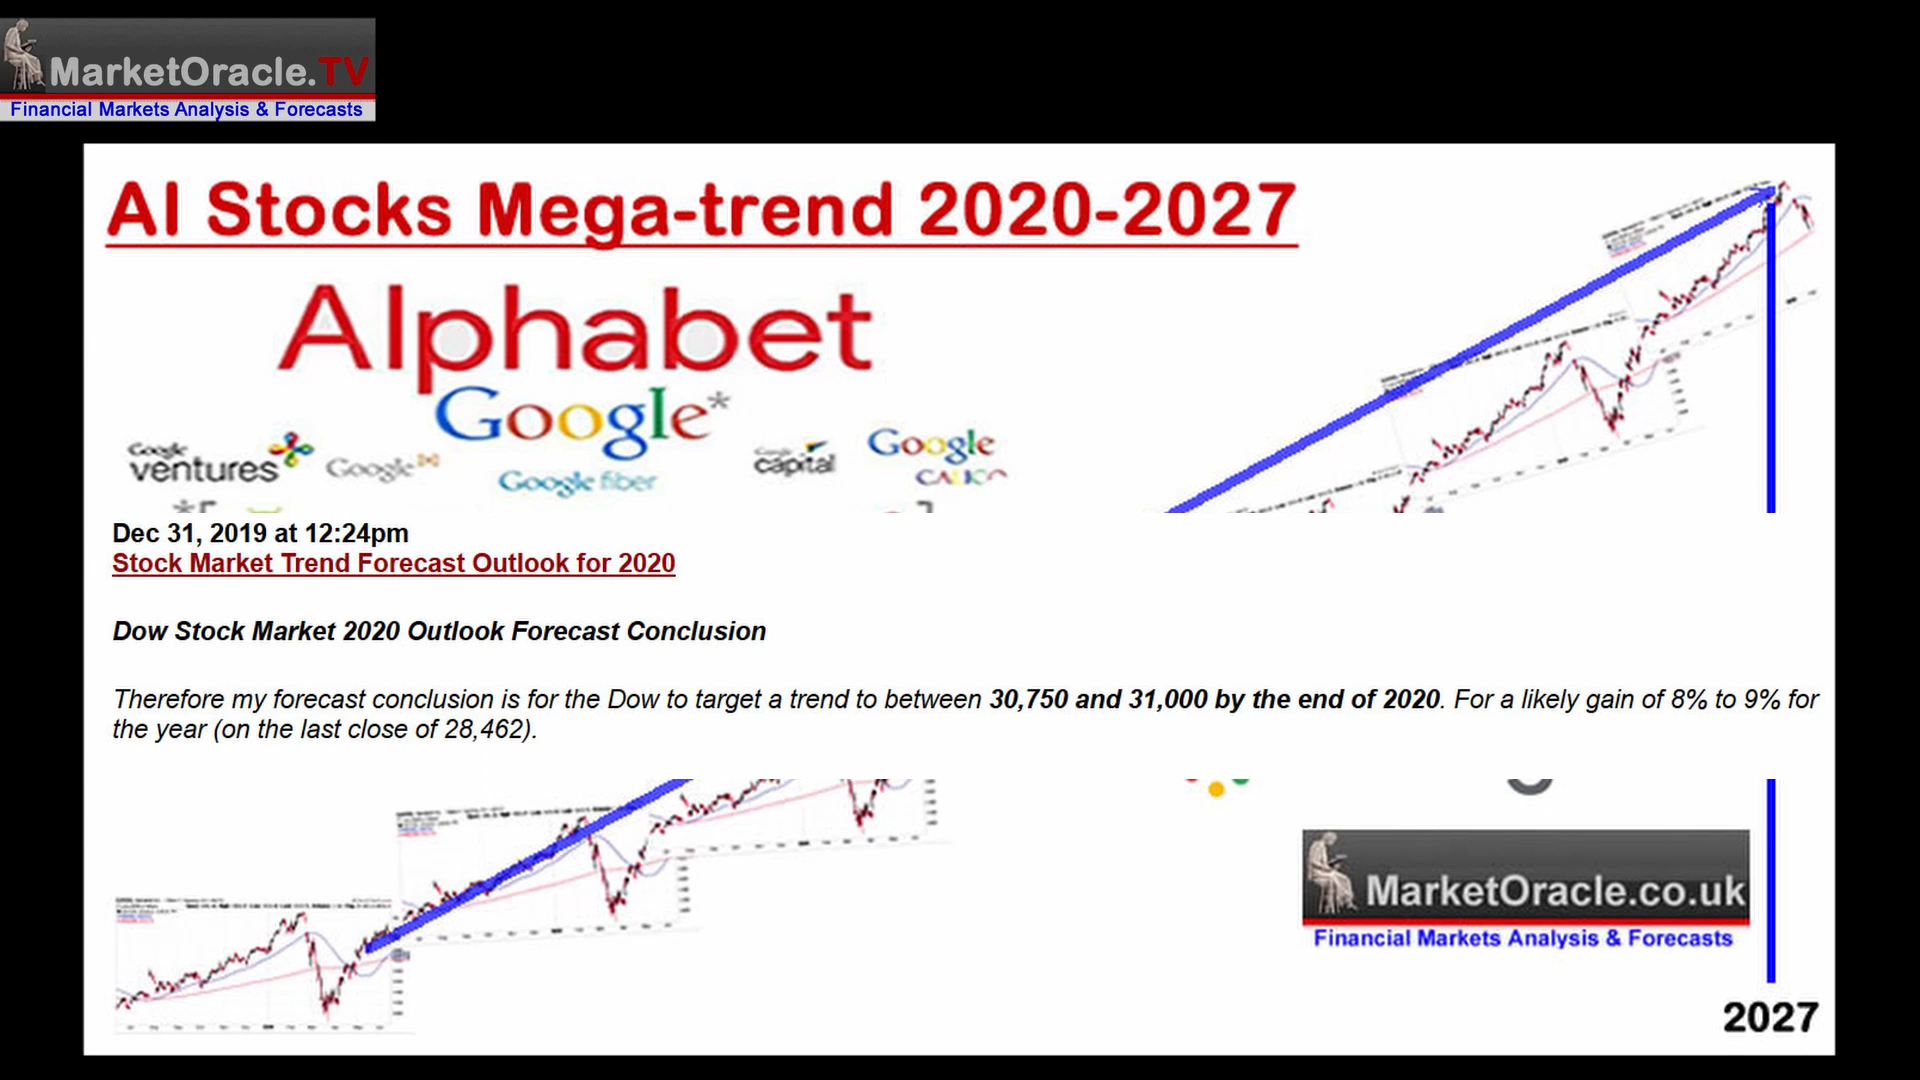 MarketOracle.TV
Financial Markets Analysis & Forecasts
AI Stocks Mega-trend 2020-2027
Alphabet
Google*
Google ventures
Google
Google fiber
capital
Google
CALICO
Dec 31, 2019 at 12:24pm
Stock Market Trend Forecast Outlook for 2020
Dow Stock Market 2020 Outlook Forecast Conclusion
Therefore my forecast conclusion is for the Dow to target a trend to between 30,750 and 31,000 by the end of 2020. For a likely gain of 8% to 9% for
the year (on the last close of 28,462).
MarketOracle.co.uk
Financial Markets Analysis & Forecasts
2027